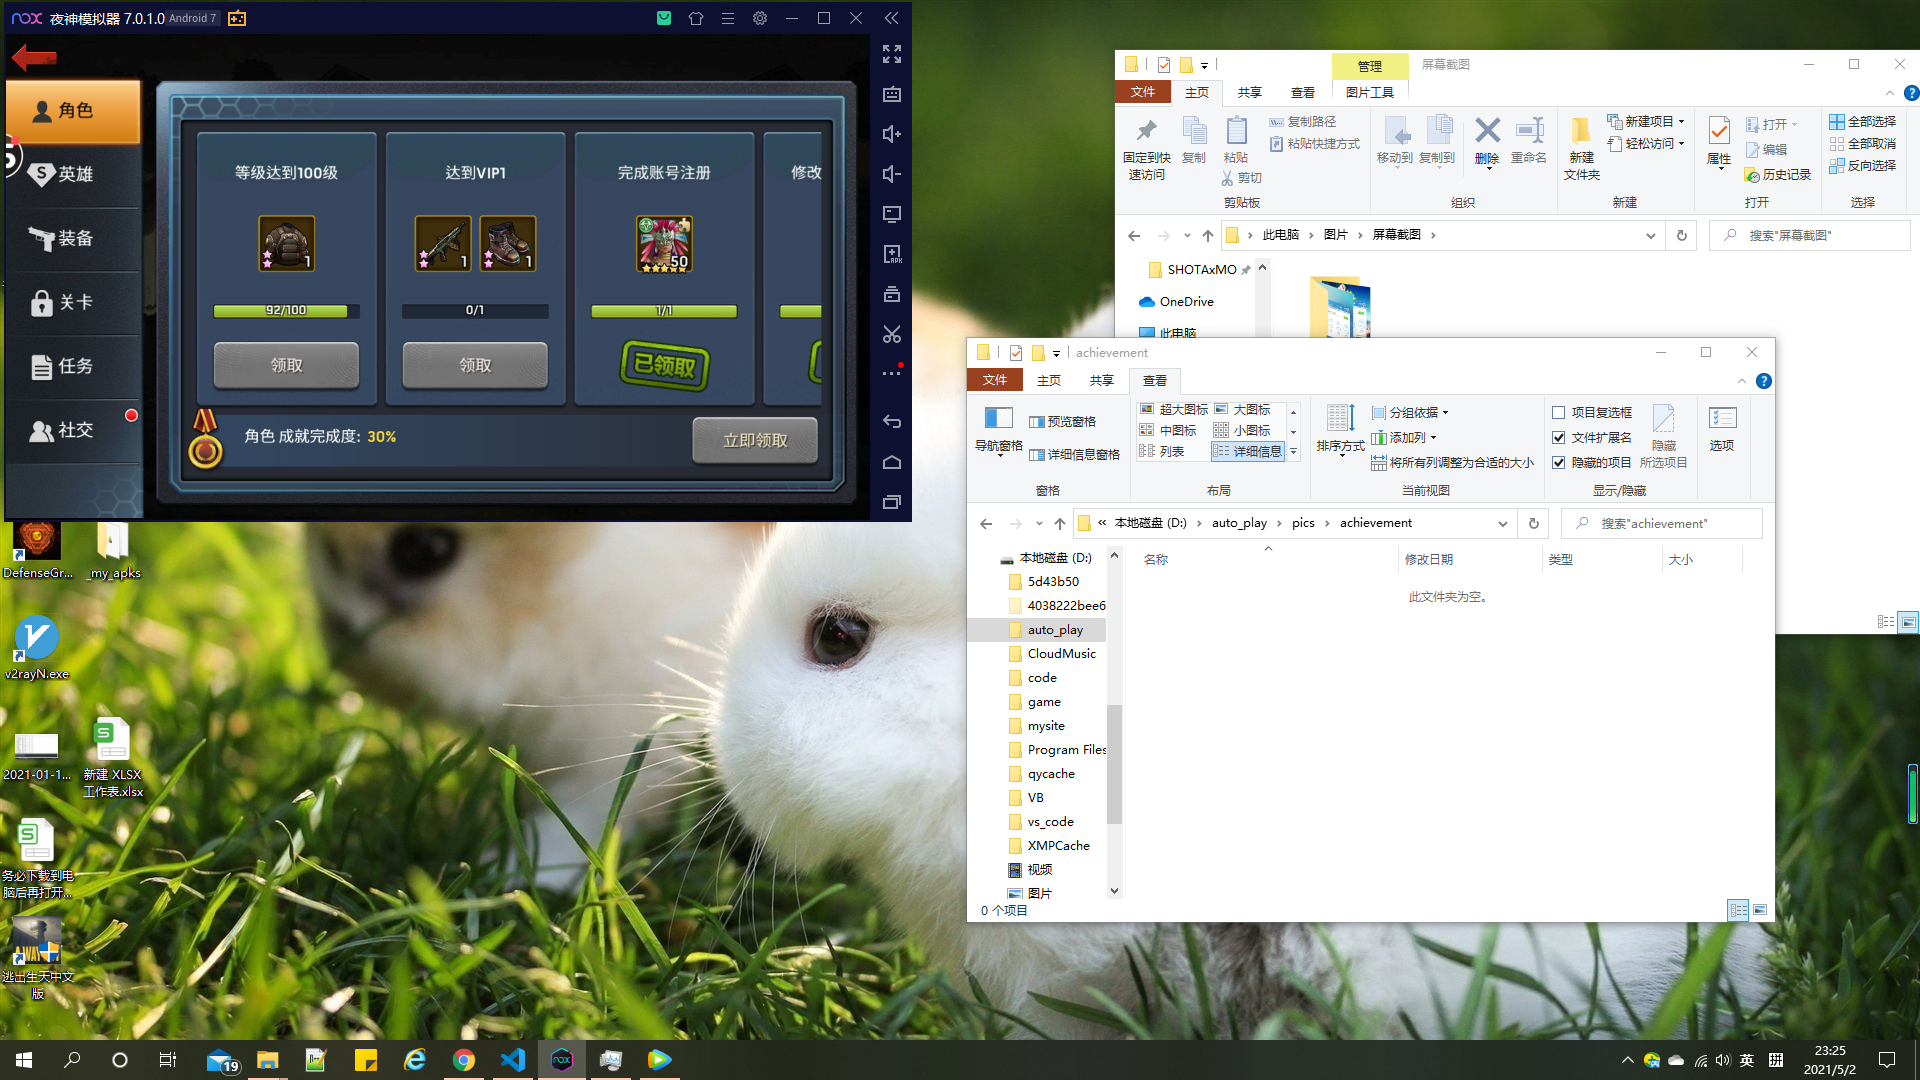 nox 夜神模拟器 7.0.1.0 Android 7
角色
英雄
装备
关卡
任务
社交
等级达到100级
1
92/100
领取
达到VIP1
1
1
0/1
领取
完成账号注册
50
1/1
已领取
修改
角色 成就完成度: 30%
立即领取
DefenseGr...
_my_apks
v2rayN.exe
2021-01-1...
新建 XLSX
工作表.xlsx
务必下载到电
脑后再打开...
逃出生天中文
版
管理
屏幕截图
文件
主页
共享
查看
图片工具
固定到快
速访问
复制
粘贴
复制路径
粘贴快捷方式
剪切
剪贴板
移动到
复制到
删除
重命名
组织
新建
文件夹
新建项目
轻松访问
新建
属性
打开
编辑
历史记录
打开
全部选择
全部取消
反向选择
选择
此电脑
图片
屏幕截图
搜索"屏幕截图"
SHOTAxMO
OneDrive
此电脑
achievement
文件
主页
共享
查看
导航窗格
预览窗格
详细信息窗格
窗格
超大图标
大图标
中图标
小图标
列表
详细信息
布局
排序方式
分组依据
添加列
将所有列调整为合适的大小
当前视图
项目复选框
文件扩展名
隐藏的项目
隐藏
所选项目
显示/隐藏
选项
« 本地磁盘 (D:) › auto_play › pics › achievement
搜索"achievement"
本地磁盘 (D:)
5d43b50
4038222bee6
auto_play
CloudMusic
code
game
mysite
Program Files
qycache
VB
vs_code
XMPCache
视频
图片
名称
修改日期
类型
大小
此文件夹为空。
0 个项目
19
英
拼
23:25
2021/5/2